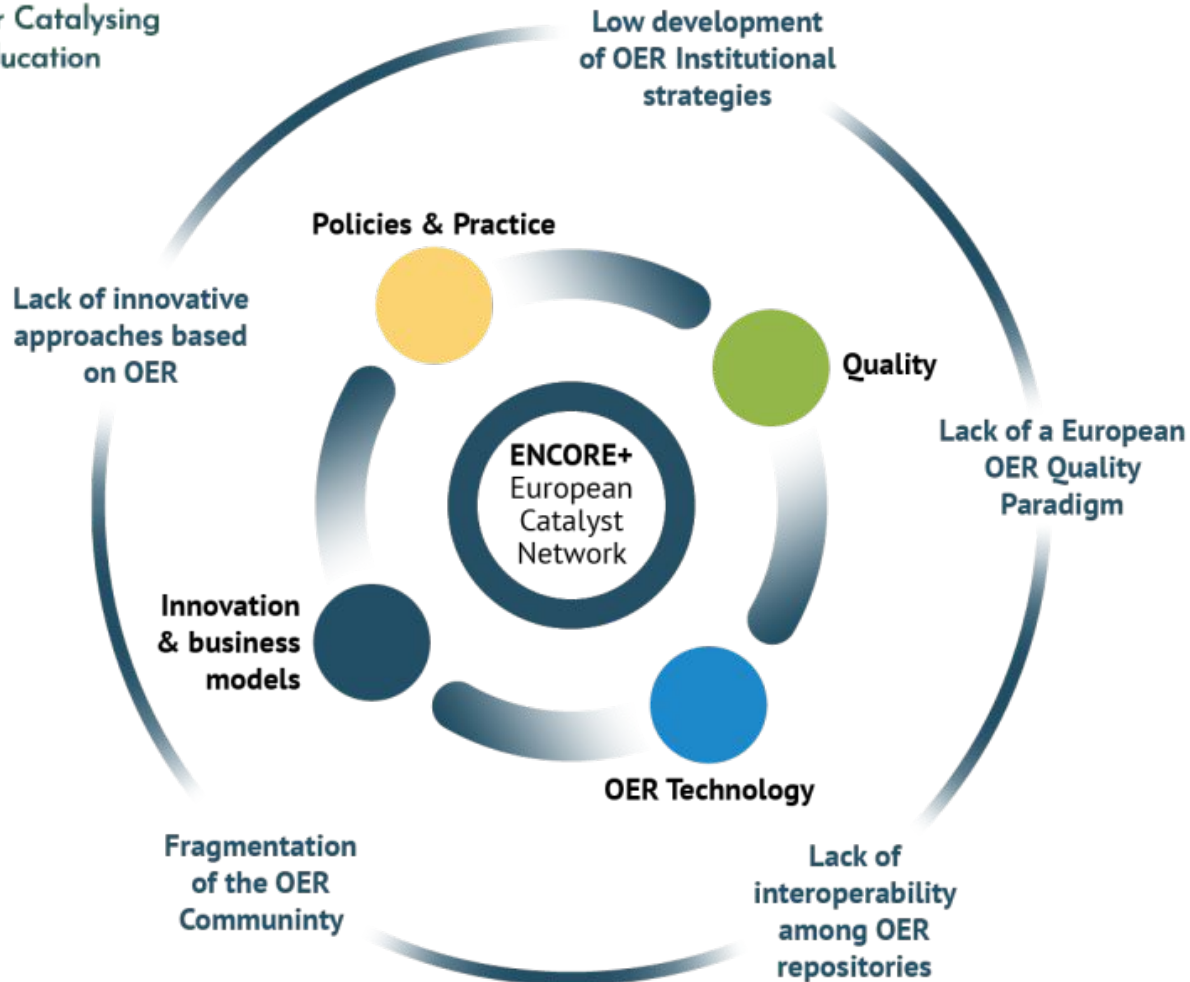 Catalysing
Low development
of OER Institutional
strategies
Policies & Practice
Lack of innovative
approaches based
on OER
Quality
Lack of a European
OER Quality
Paradigm
ENCORE+
European
Catalyst
Network
Innovation
& business
models
OER Technology
Fragmentation
of the OER
Communinty
Lack of
interoperability
among OER
repositories